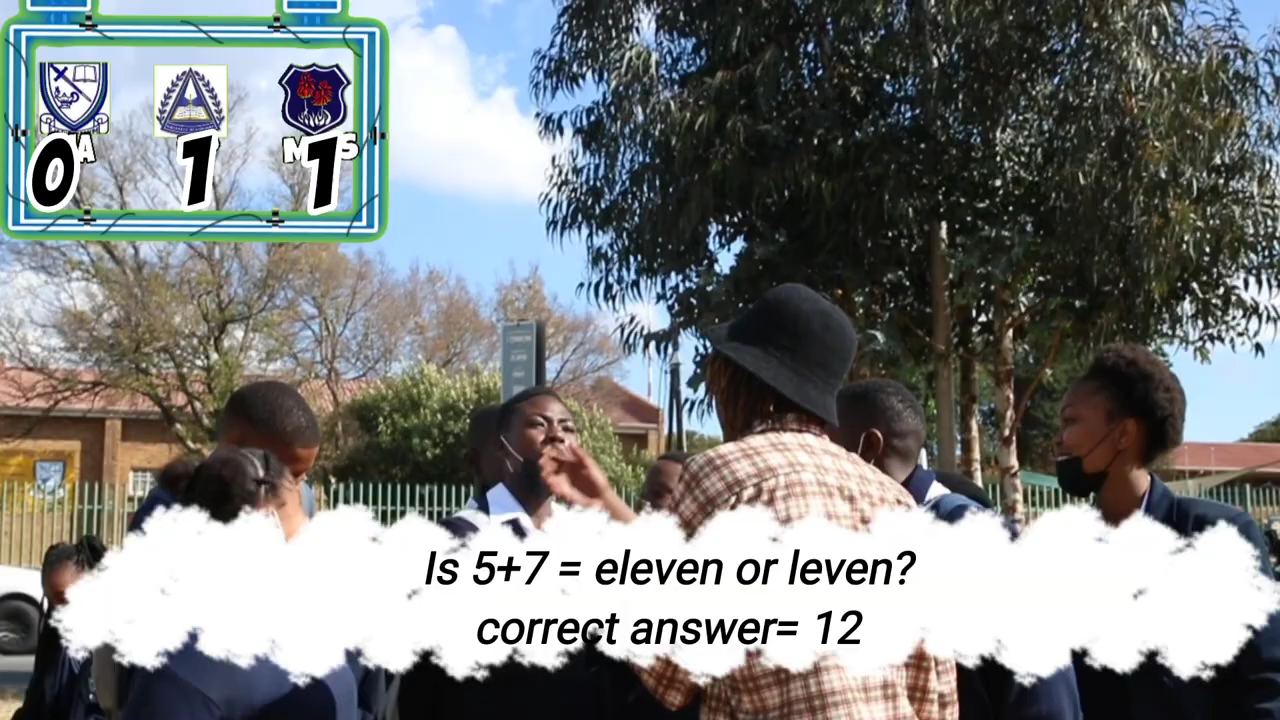 0
1
1
Is 5+7 = eleven or leven?
correct answer= 12